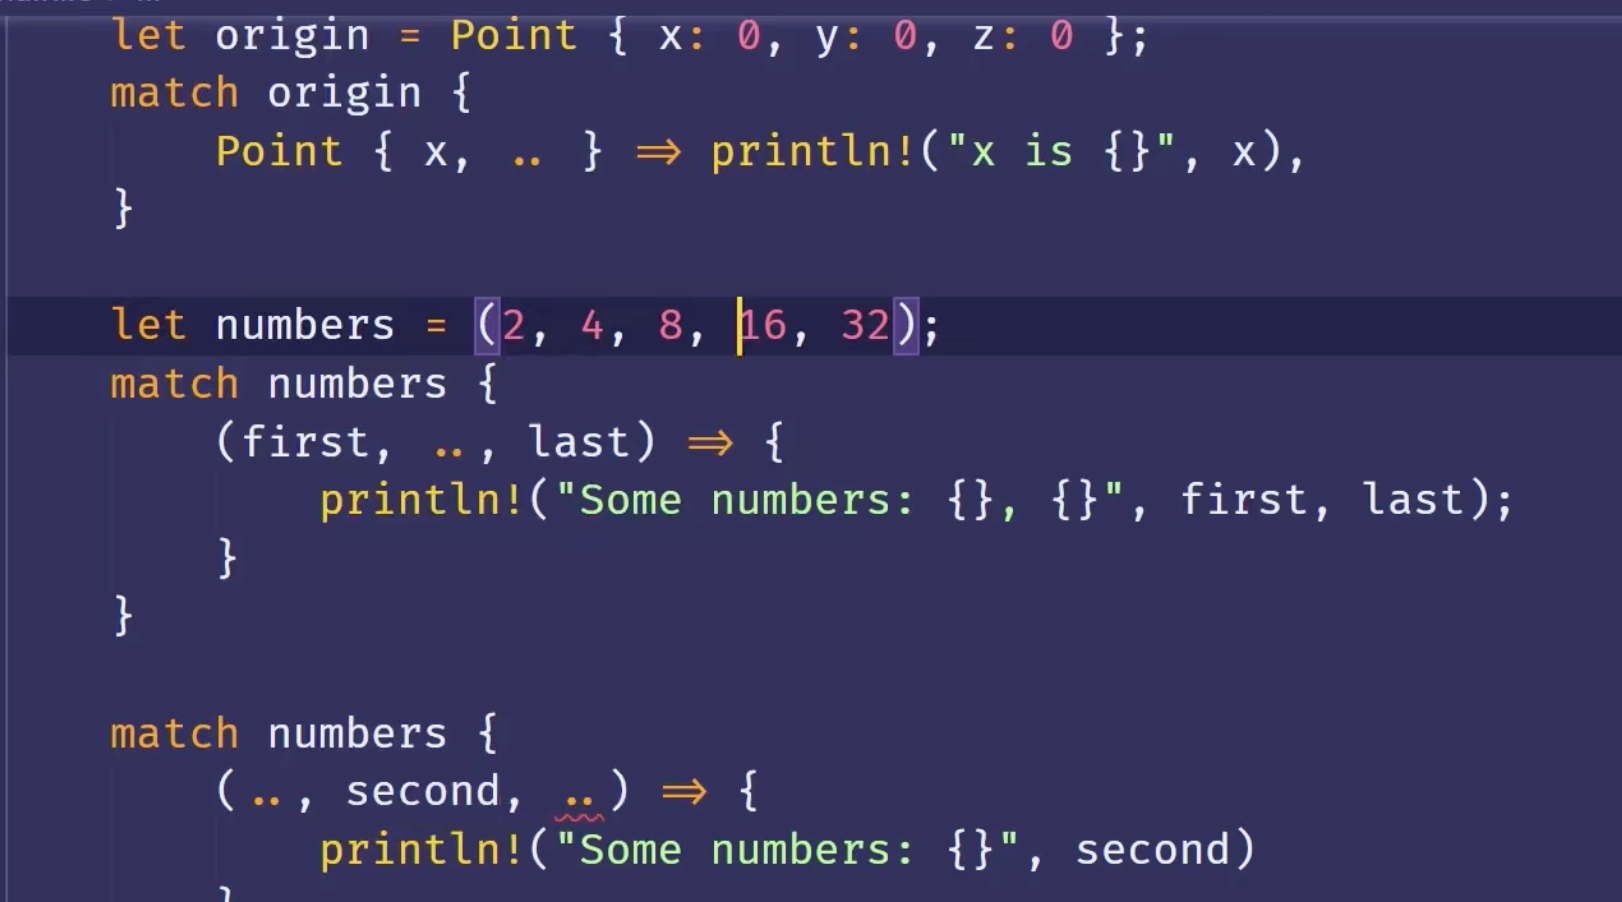 let origin = Point { x: 0, y: 0, z: 0 };
match origin {
    Point { x, .. } => println!("x is {}", x),
}

let numbers = (2, 4, 8, 16, 32);
match numbers {
    (first, .., last) => {
        println!("Some numbers: {}, {}", first, last);
    }
}

match numbers {
    (.., second, ..) => {
        println!("Some numbers: {}", second)
    }